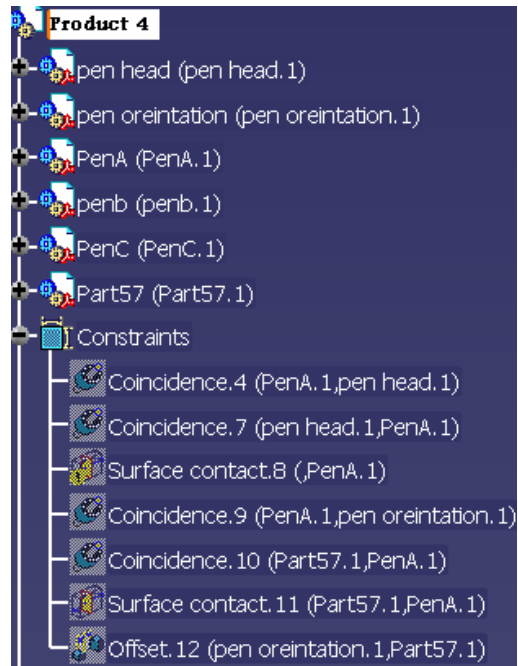 Product 4
pen head (pen head.1)
pen oreintation (pen oreintation.1)
PenA (PenA.1)
penb (penb.1)
PenC (PenC.1)
Part57 (Part57.1)
Constraints
Coincidence.4 (PenA.1,pen head.1)
Coincidence.7 (pen head.1,PenA.1)
Surface contact.8 (,PenA.1)
Coincidence.9 (PenA.1,pen oreintation.1)
Coincidence.10 (Part57.1,PenA.1)
Surface contact.11 (Part57.1,PenA.1)
Offset.12 (pen oreintation.1,Part57.1)